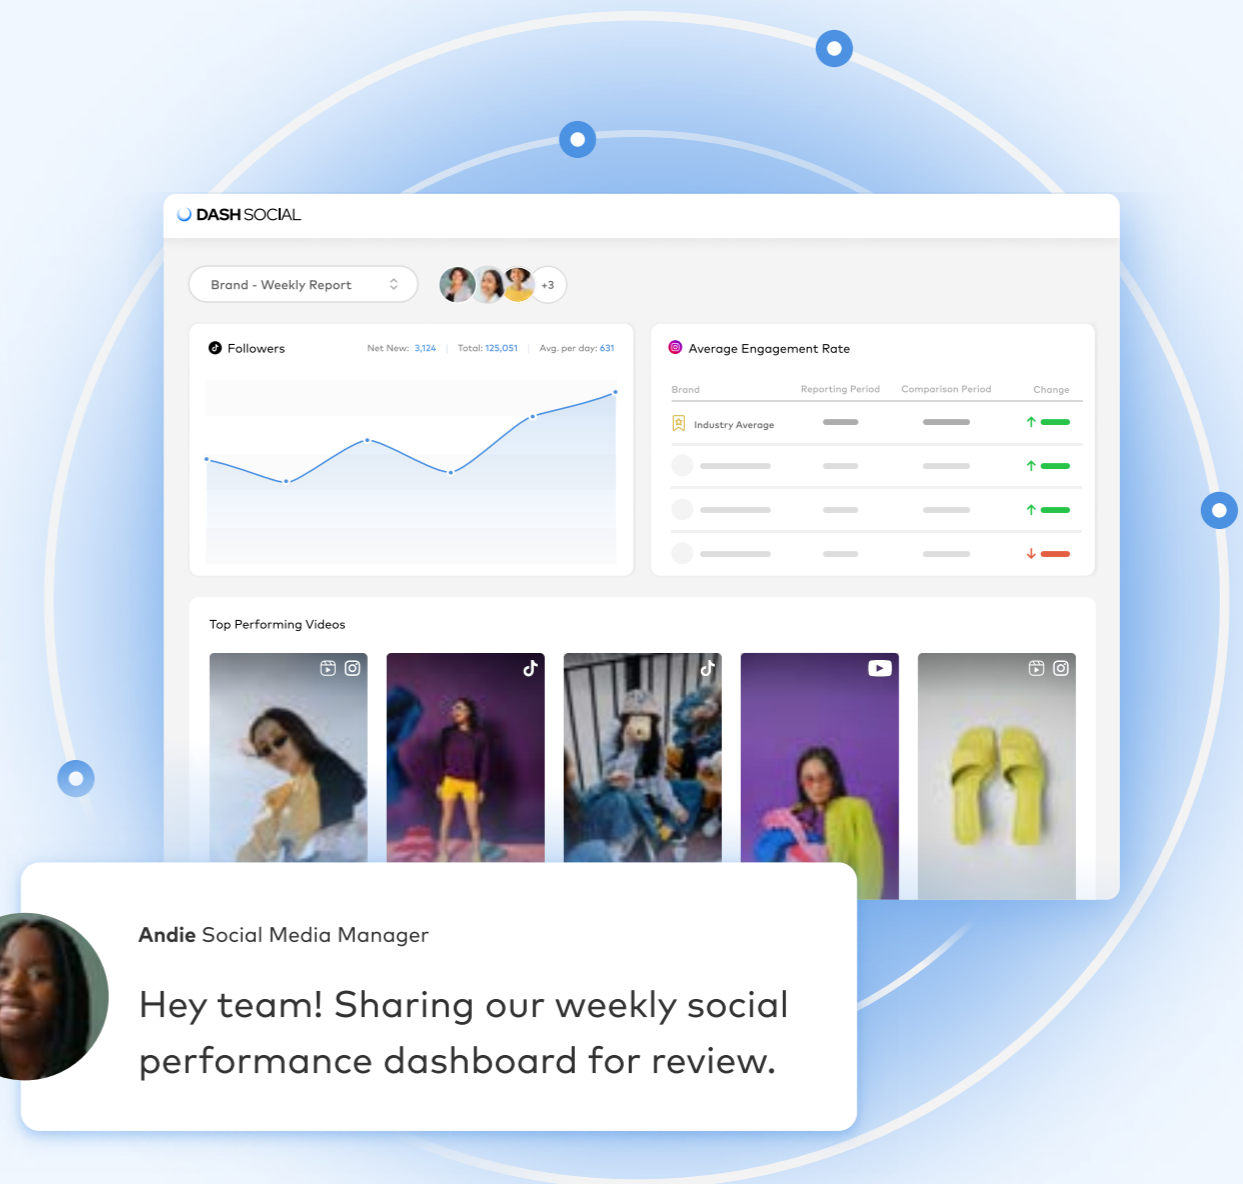 DASH SOCIAL
Brand - Weekly Report
+3
Followers
Net New: 3,124
Total: 125,051
Avg. per day: 631
Average Engagement Rate
Brand Reporting Period Comparison Period Change
Industry Average
Top Performing Videos
Andie Social Media Manager
Hey team! Sharing our weekly social
performance dashboard for review.